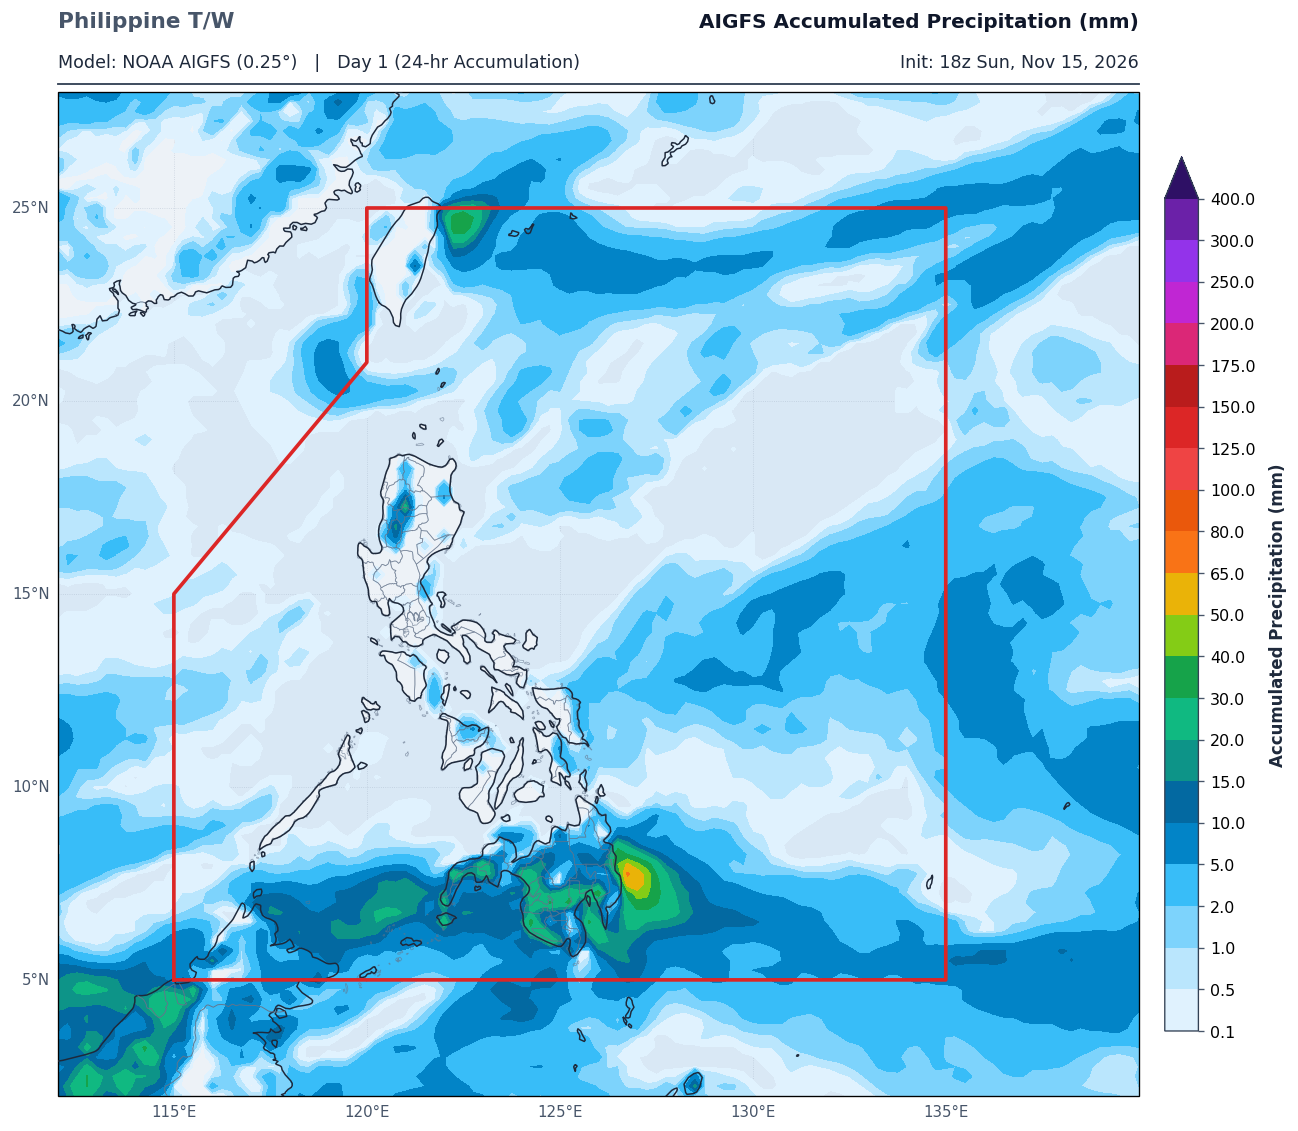 Philippine T/W
AIGFS Accumulated Precipitation (mm)
Model: NOAA AIGFS (0.25°) | Day 1 (24-hr Accumulation)
Init: 18z Sun, Nov 15, 2026
25°N
20°N
15°N
10°N
5°N
115°E
120°E
125°E
130°E
135°E
400.0
300.0
250.0
200.0
175.0
150.0
125.0
100.0
80.0
65.0
50.0
40.0
30.0
20.0
15.0
10.0
5.0
2.0
1.0
0.5
0.1
Accumulated Precipitation (mm)